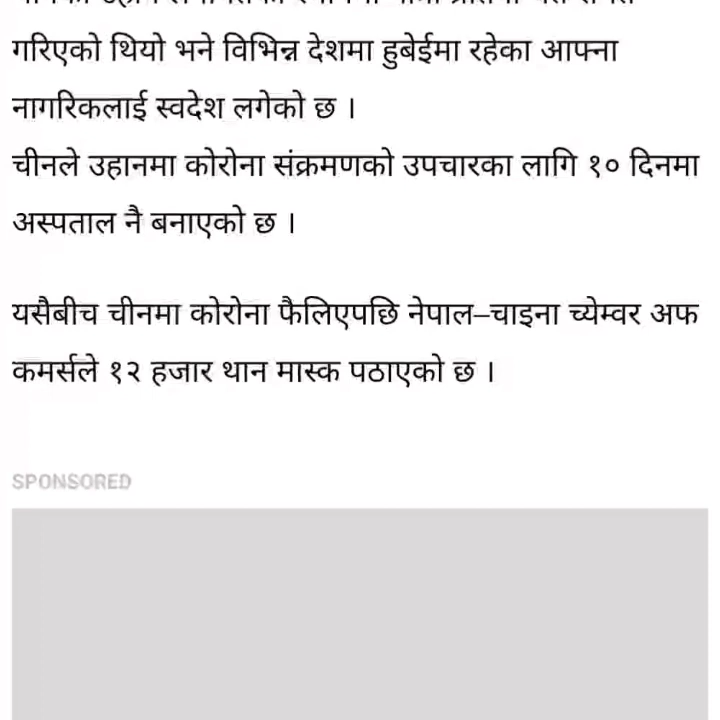 गरिएको थियो भने विभिन्न देशमा हुबेईमा रहेका आफ्ना
नागरिकलाई स्वदेश लगेको छ ।
चीनले उहानमा कोरोना संक्रमणको उपचारका लागि १० दिनमा
अस्पताल नै बनाएको छ ।
यसैबीच चीनमा कोरोना फैलिएपछि नेपाल–चाइना च्येम्वर अफ
कमर्सले १२ हजार थान मास्क पठाएको छ ।
SPONSORED